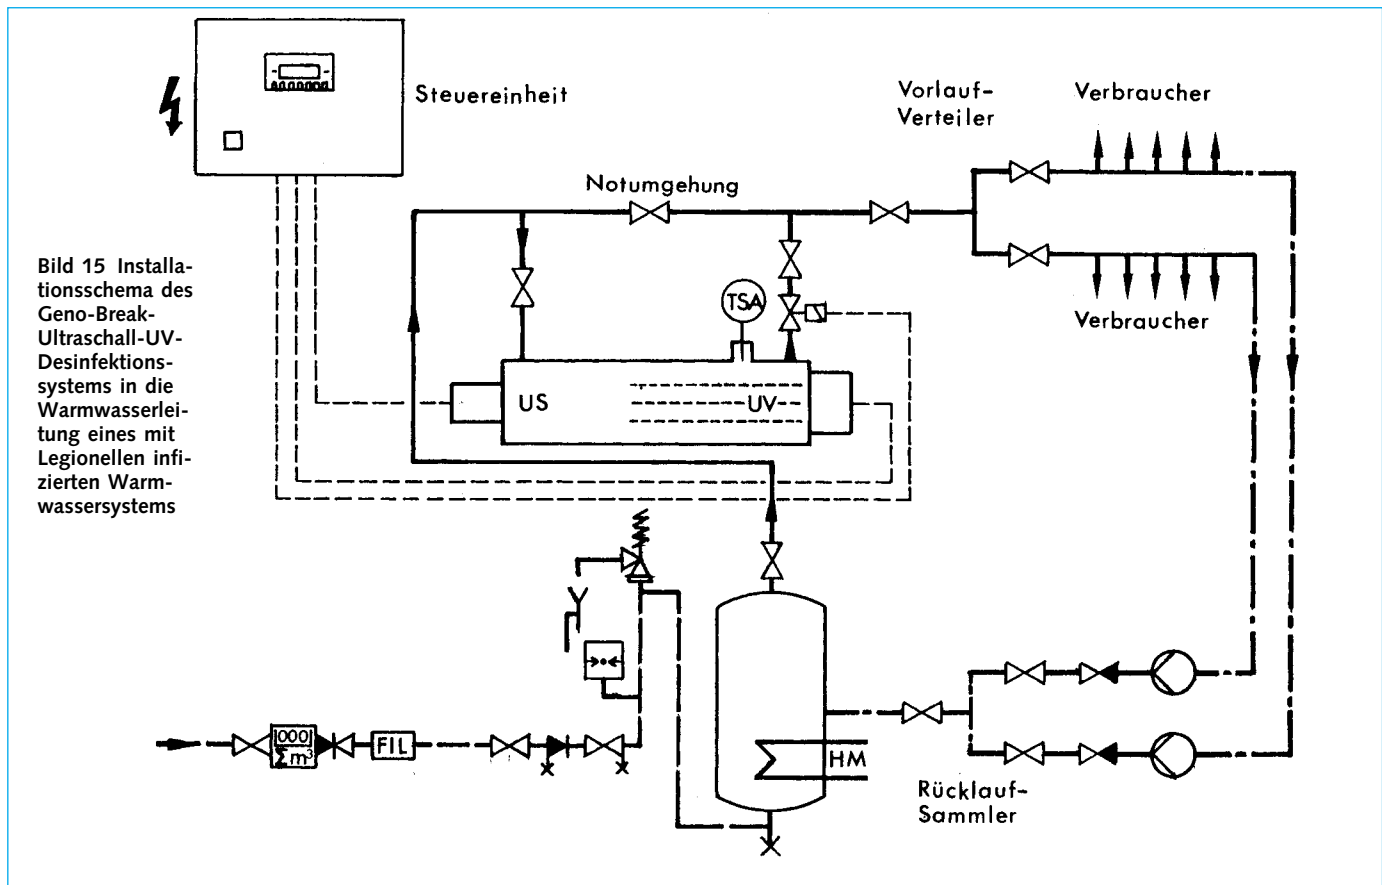 Steuereinheit
Vorlauf-
Verteiler
Verbraucher
Notumgehung
Bild 15 Installa-
tionsschema des
Geno-Break-
Ultraschall-UV-
Desinfektions-
systems in die
Warmwasserlei-
tung eines mit
Legionellen infi-
zierten Warm-
wassersystems
TSA
Verbraucher
US
UV
000
Σm³
FIL
HM
Rücklauf-
Sammler